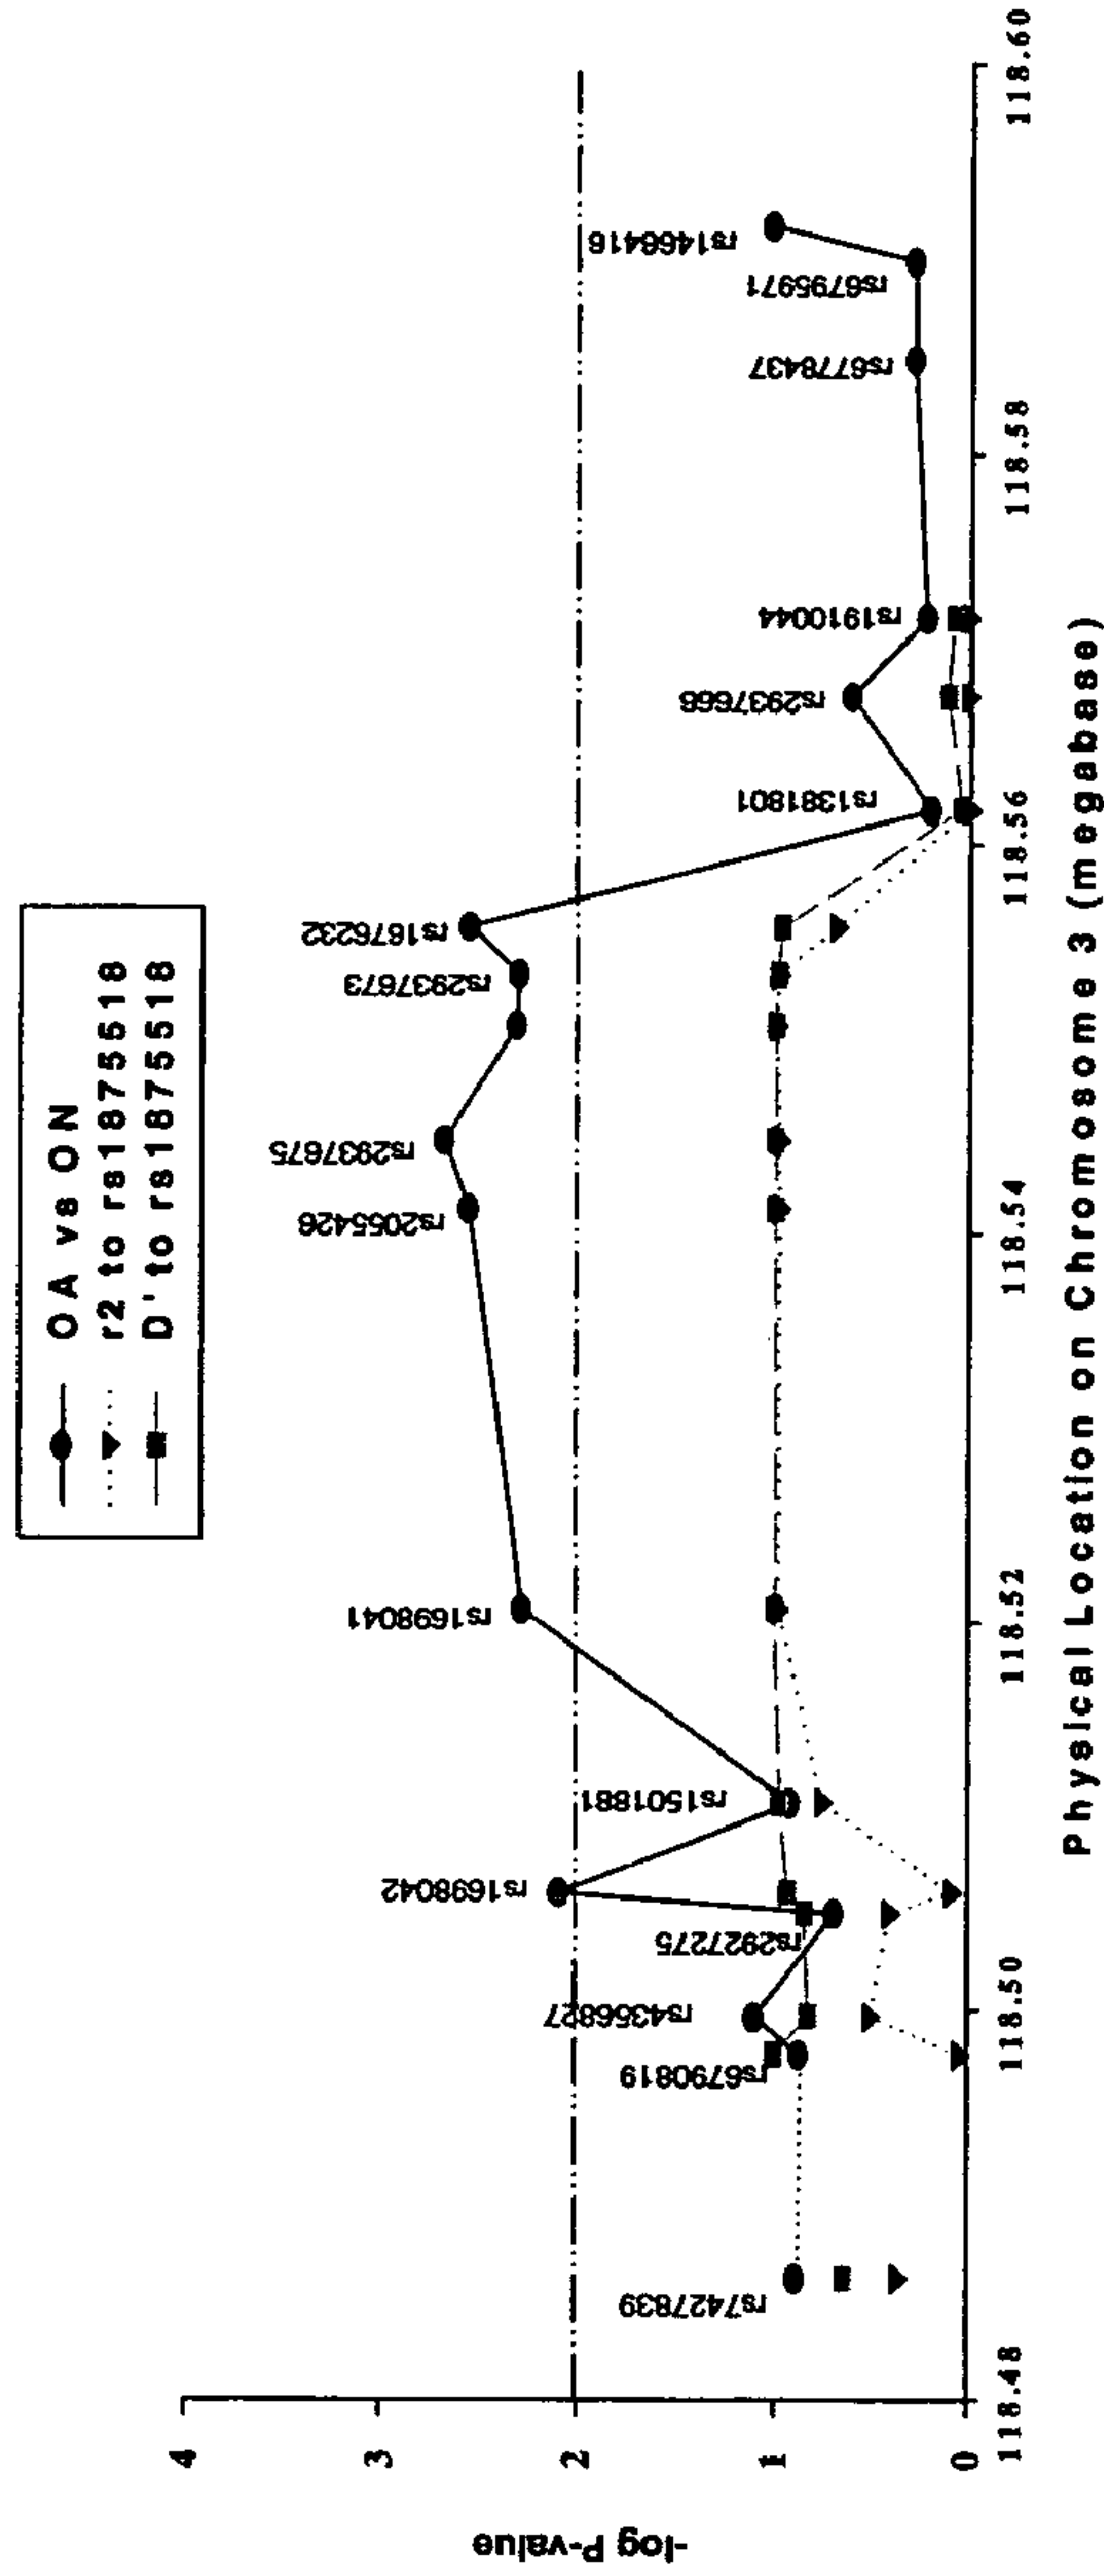 OA vs ON
r2 to rs1875518
D' to rs1875518
-log P-value
4
3
2
1
0
rs7427839
rs6790819
rs4356827
rs2927275
rs1698042
rs1501881
rs1698041
rs2055426
rs2937675
rs2937673
rs1676232
rs1381801
rs2937666
rs1910044
rs6778437
rs6795971
rs1466416
118.48
118.50
118.52
118.54
118.56
118.58
118.60
Physical Location on Chromosome 3 (megabase)